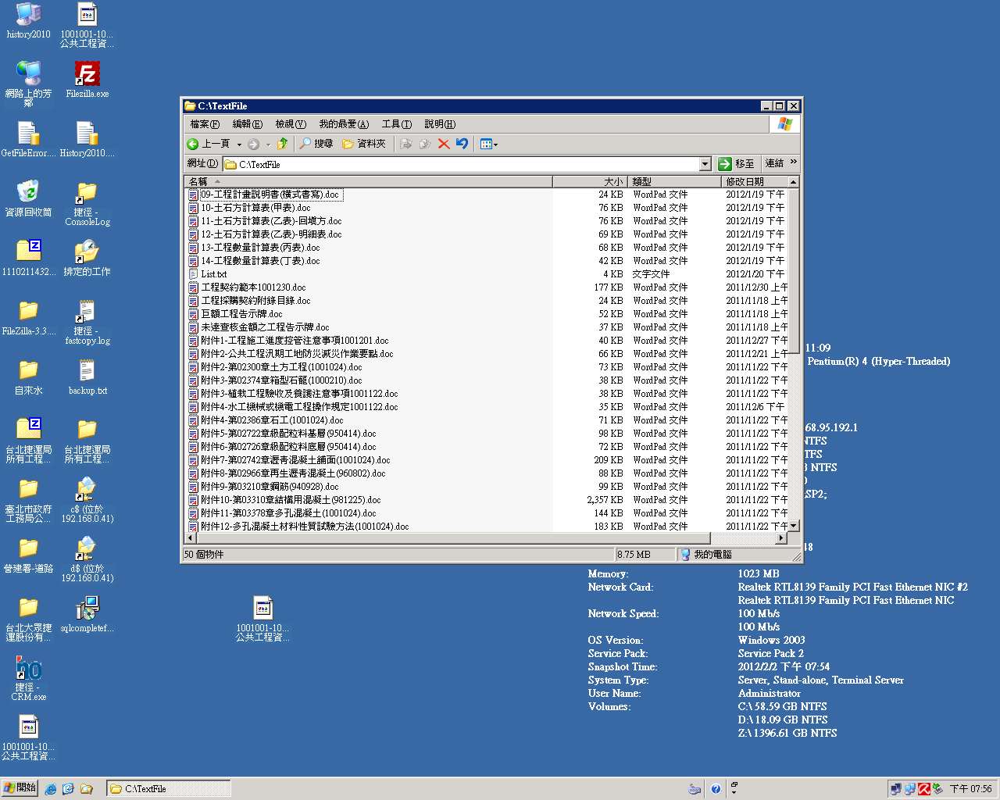 history2010
1001001-10...
公共工程資...
網路上的芳鄰
Filezilla.exe
GetFileError....
History2010....
資源回收筒
捷徑 -
ConsoleLog
1110211432...
排定的工作
FileZilla-3.3....
捷徑 -
fastcopy.log
自來水
backup.txt
台北捷運局
所有工程...
台北捷運局
所有工程...
臺北市政府
工務局公...
c$ (位於
192.168.0.41)
營建署-道路
d$ (位於
192.168.0.41)
台北大眾捷
運股份有...
sqlcompletef...
捷徑 -
CRM.exe
1001001-10...
公共工程資...
1001001-10...
公共工程資...
C:\TextFile
檔案(F) 編輯(E) 檢視(V) 我的最愛(A) 工具(T) 說明(H)
上一頁 搜尋 資料夾
網址(D) C:\TextFile 移至 連結 »
名稱 大小 類型 修改日期
09-工程計畫說明書(橫式書寫).doc 24 KB WordPad 文件 2012/1/19 下午
10-土石方計算表(甲表).doc 76 KB WordPad 文件 2012/1/19 下午
11-土石方計算表(乙表)-回填方.doc 76 KB WordPad 文件 2012/1/19 下午
12-土石方計算表(乙表)-明細表.doc 69 KB WordPad 文件 2012/1/19 下午
13-工程數量計算表(丙表).doc 68 KB WordPad 文件 2012/1/19 下午
14-工程數量計算表(丁表).doc 42 KB WordPad 文件 2012/1/19 下午
List.txt 4 KB 文字文件 2012/1/20 下午
工程契約範本1001230.doc 177 KB WordPad 文件 2011/12/30 上午
工程採購契約附錄目錄.doc 24 KB WordPad 文件 2011/11/18 上午
巨額工程告示牌.doc 52 KB WordPad 文件 2011/11/18 上午
未達查核金額之工程告示牌.doc 37 KB WordPad 文件 2011/11/18 上午
附件1-工程施工進度控管注意事項1001201.doc 40 KB WordPad 文件 2011/12/27 下午
附件2-公共工程汛期工地防災減災作業要點.doc 66 KB WordPad 文件 2011/12/21 上午
附件2-第02300章土方工程(1001024).doc 73 KB WordPad 文件 2011/11/22 下午
附件3-第02374章箱型石籠(1000210).doc 38 KB WordPad 文件 2011/11/22 下午
附件3-植栽工程驗收及養護注意事項1001122.doc 38 KB WordPad 文件 2011/11/22 下午
附件4-水工機械或機電工程操作規定1001122.doc 35 KB WordPad 文件 2011/12/6 下午
附件4-第02386章石工(1001024).doc 71 KB WordPad 文件 2011/11/22 下午
附件5-第02722章級配粒料基層(950414).doc 98 KB WordPad 文件 2011/11/22 下午
附件6-第02726章級配粒料底層(950414).doc 72 KB WordPad 文件 2011/11/22 下午
附件7-第02742章瀝青混凝土鋪面(1001024).doc 209 KB WordPad 文件 2011/11/22 下午
附件8-第02966章再生瀝青混凝土(960802).doc 88 KB WordPad 文件 2011/11/22 下午
附件9-第03210章鋼筋(940928).doc 99 KB WordPad 文件 2011/11/22 下午
附件10-第03310章結構用混凝土(981225).doc 2,357 KB WordPad 文件 2011/11/22 下午
附件11-第03378章多孔混凝土(1001024).doc 144 KB WordPad 文件 2011/11/22 下午
附件12-多孔混凝土材料性質試驗方法(1001024).doc 183 KB WordPad 文件 2011/11/22 下午
50 個物件 8.75 MB 我的電腦
11:09
Pentium(R) 4 (Hyper-Threaded)
68.95.192.1
NTFS
TFS
NTFS
SP2;
48
Memory: 1023 MB
Network Card: Realtek RTL8139 Family PCI Fast Ethernet NIC #2
Realtek RTL8139 Family PCI Fast Ethernet NIC
Network Speed: 100 Mb/s
100 Mb/s
OS Version: Windows 2003
Service Pack: Service Pack 2
Snapshot Time: 2012/2/2 下午 07:54
System Type: Server, Stand-alone, Terminal Server
User Name: Administrator
Volumes: C:\ 58.59 GB NTFS
D:\ 18.09 GB NTFS
Z:\ 1396.61 GB NTFS
開始 C:\TextFile 下午 07:56